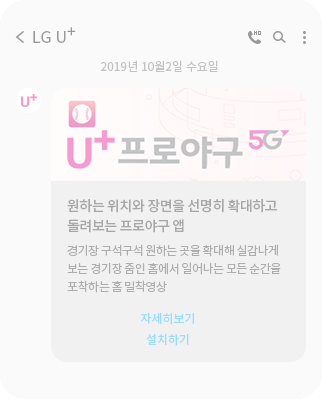 LG U+
HD
2019년 10월2일 수요일
U+
U+프로야구 5G
원하는 위치와 장면을 선명히 확대하고
돌려보는 프로야구 앱
경기장 구석구석 원하는 곳을 확대해 실감나게
보는 경기장 줌인 홈에서 일어나는 모든 순간을
포착하는 홈 밀착영상
자세히보기
설치하기